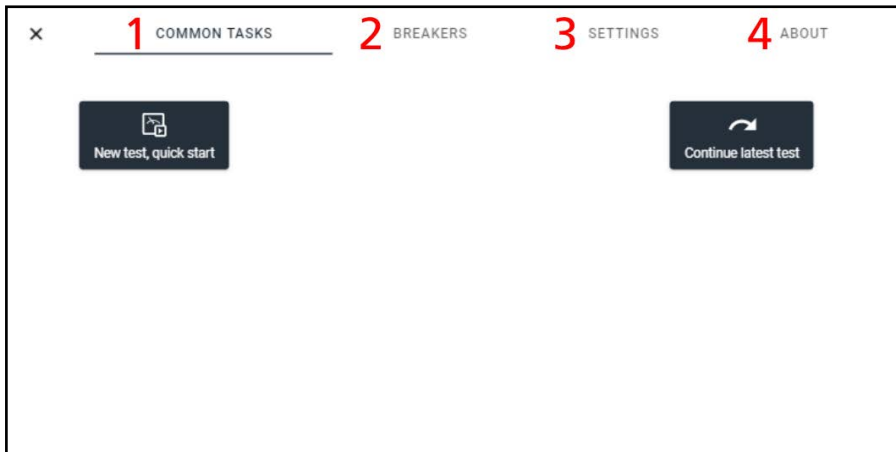 ✕ 1 COMMON TASKS 2 BREAKERS 3 SETTINGS 4 ABOUT
New test, quick start Continue latest test